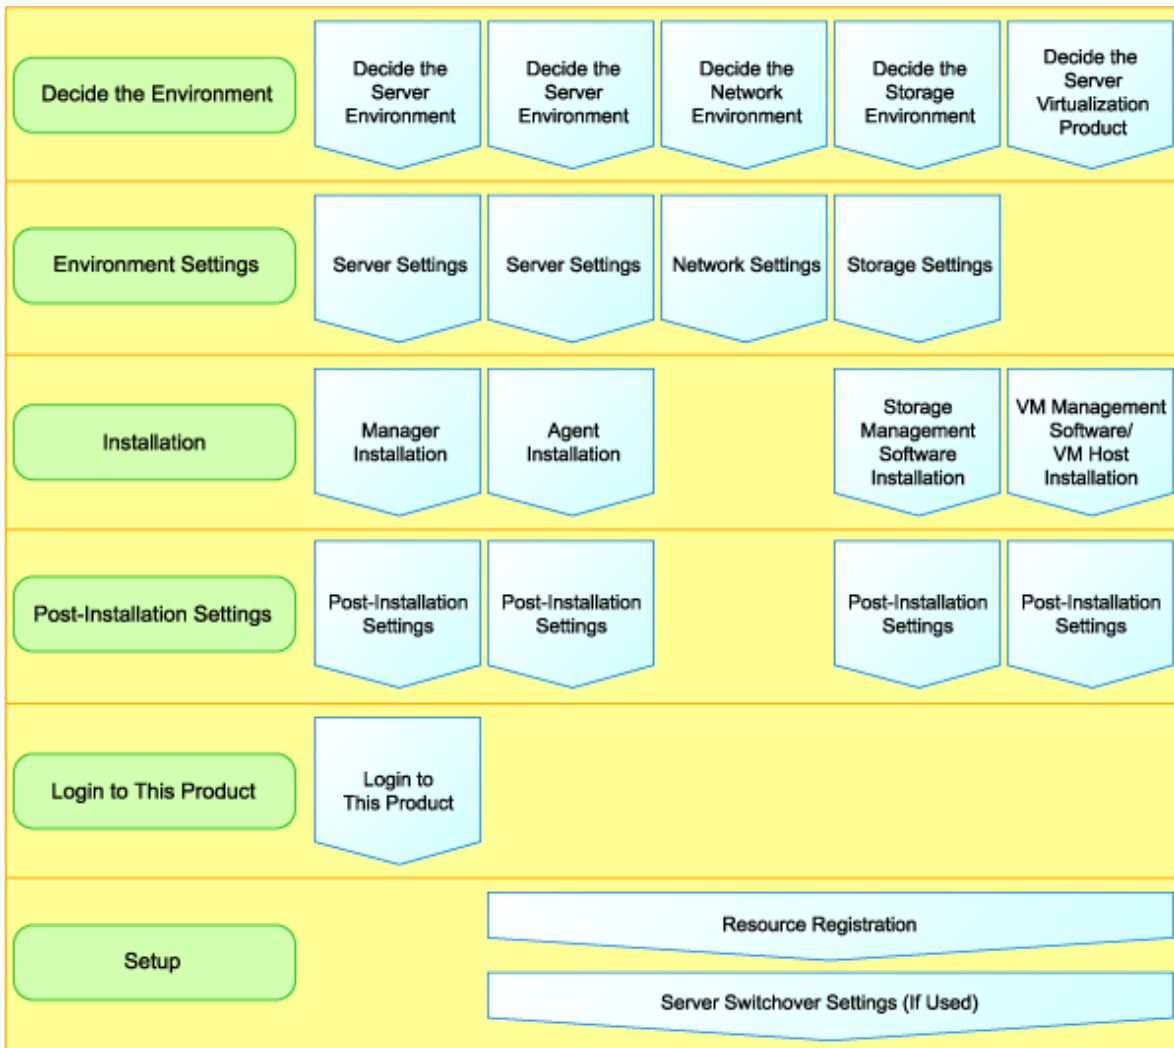 Decide the Environment
Decide the
Server
Environment
Decide the
Server
Environment
Decide the
Network
Environment
Decide the
Storage
Environment
Decide the
Server
Virtualization
Product
Environment Settings
Server Settings
Server Settings
Network Settings
Storage Settings
Installation
Manager
Installation
Agent
Installation
Storage
Management
Software
Installation
VM Management
Software/
VM Host
Installation
Post-Installation Settings
Post-Installation
Settings
Post-Installation
Settings
Post-Installation
Settings
Post-Installation
Settings
Login to This Product
Login to
This Product
Setup
Resource Registration
Server Switchover Settings (If Used)